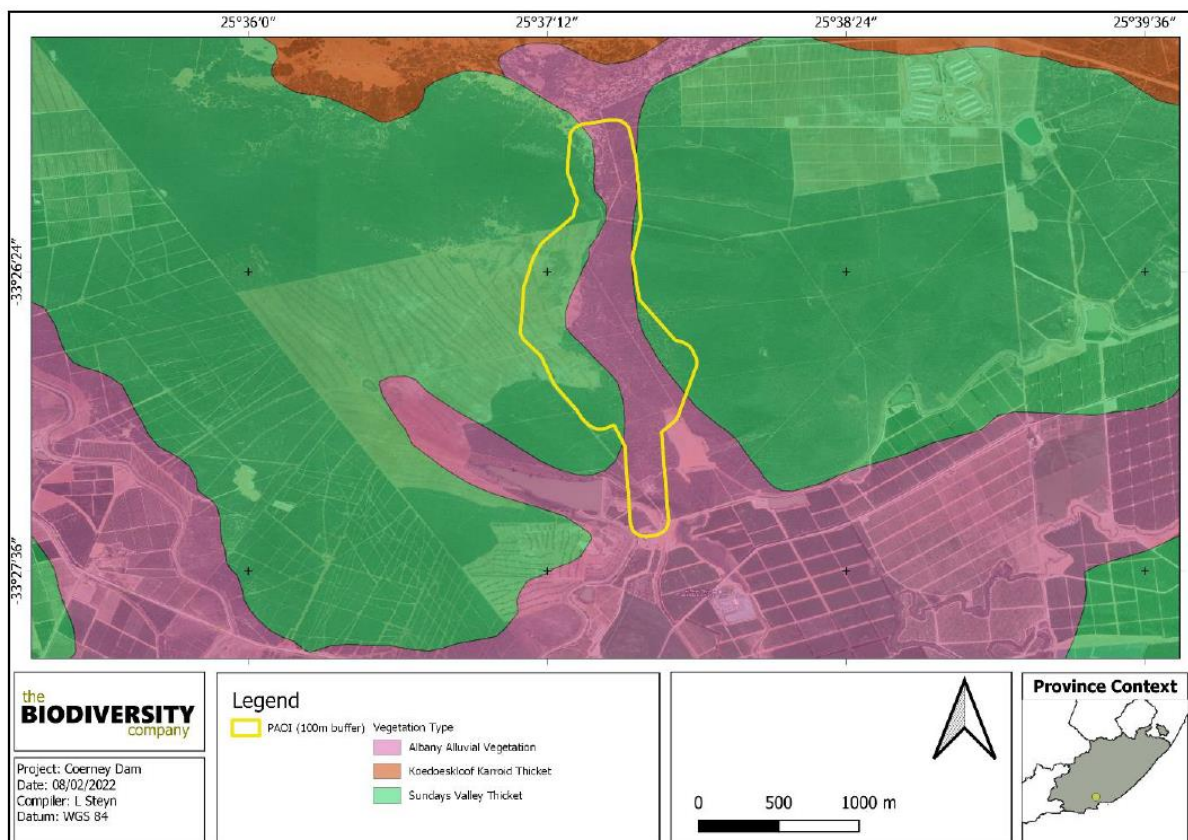 25°36′0″ 25°37′12″ 25°38′24″ 25°39′36″
-33°26′24″
-33°27′36″
the
BIODIVERSITY
company
Project: Coerney Dam
Date: 08/02/2022
Compiler: L Steyn
Datum: WGS 84
Legend
PAOI (100m buffer)
Vegetation Type
Albany Alluvial Vegetation
Koedoeskloof Karroid Thicket
Sundays Valley Thicket
0 500 1000 m
Province Context